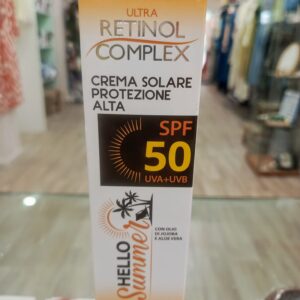 ULTRA
RETINOL
COMPLEX
CREMA SOLARE
PROTEZIONE
ALTA
SPF
50
UVA+UVB
HELLO
Summer
CON OLIO
DI JOJOBA
E ALOE VERA